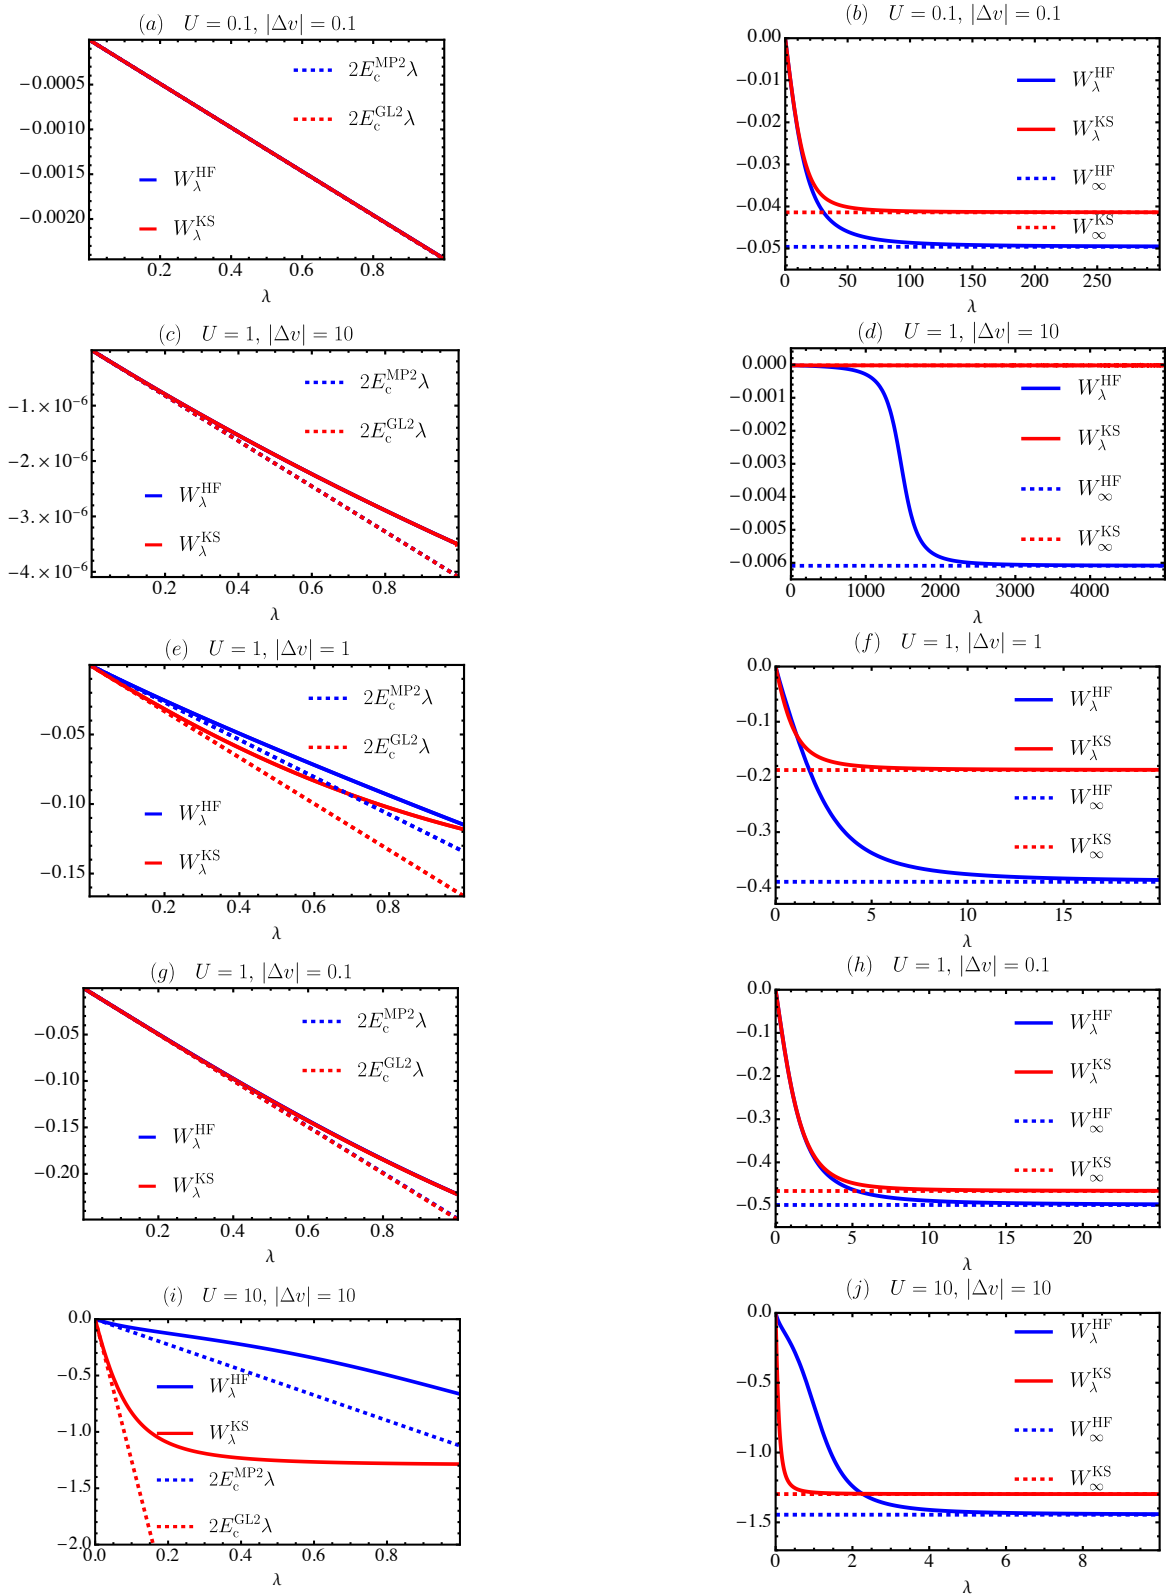 (a) U = 0.1, |Δv| = 0.1
−0.0005
−0.0010
−0.0015
−0.0020
2E_c^MP2 λ
2E_c^GL2 λ
W_λ^HF
W_λ^KS
0.2 0.4 0.6 0.8
λ
(b) U = 0.1, |Δv| = 0.1
0.00
−0.01
−0.02
−0.03
−0.04
−0.05
W_λ^HF
W_λ^KS
W_∞^HF
W_∞^KS
0 50 100 150 200 250
λ
(c) U = 1, |Δv| = 10
−1.×10^−6
−2.×10^−6
−3.×10^−6
−4.×10^−6
2E_c^MP2 λ
2E_c^GL2 λ
W_λ^HF
W_λ^KS
0.2 0.4 0.6 0.8
λ
(d) U = 1, |Δv| = 10
0.000
−0.001
−0.002
−0.003
−0.004
−0.005
−0.006
W_λ^HF
W_λ^KS
W_∞^HF
W_∞^KS
0 1000 2000 3000 4000
λ
(e) U = 1, |Δv| = 1
−0.05
−0.10
−0.15
2E_c^MP2 λ
2E_c^GL2 λ
W_λ^HF
W_λ^KS
0.2 0.4 0.6 0.8
λ
(f) U = 1, |Δv| = 1
0.0
−0.1
−0.2
−0.3
−0.4
W_λ^HF
W_λ^KS
W_∞^HF
W_∞^KS
0 5 10 15
λ
(g) U = 1, |Δv| = 0.1
−0.05
−0.10
−0.15
−0.20
2E_c^MP2 λ
2E_c^GL2 λ
W_λ^HF
W_λ^KS
0.2 0.4 0.6 0.8
λ
(h) U = 1, |Δv| = 0.1
0.0
−0.1
−0.2
−0.3
−0.4
−0.5
W_λ^HF
W_λ^KS
W_∞^HF
W_∞^KS
0 5 10 15 20
λ
(i) U = 10, |Δv| = 10
0.0
−0.5
−1.0
−1.5
−2.0
W_λ^HF
W_λ^KS
2E_c^MP2 λ
2E_c^GL2 λ
0.0 0.2 0.4 0.6 0.8
λ
(j) U = 10, |Δv| = 10
0.0
−0.5
−1.0
−1.5
W_λ^HF
W_λ^KS
W_∞^HF
W_∞^KS
0 2 4 6 8
λ